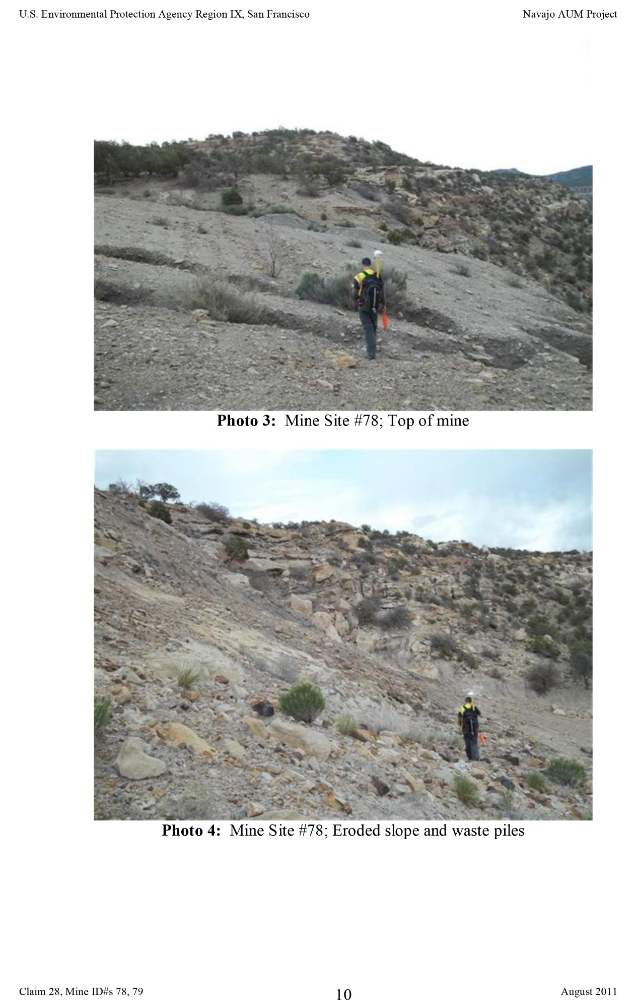 U.S. Environmental Protection Agency Region IX, San Francisco Navajo AUM Project
Photo 3: Mine Site #78; Top of mine
Photo 4: Mine Site #78; Eroded slope and waste piles
Claim 28, Mine ID#s 78, 79 10 August 2011